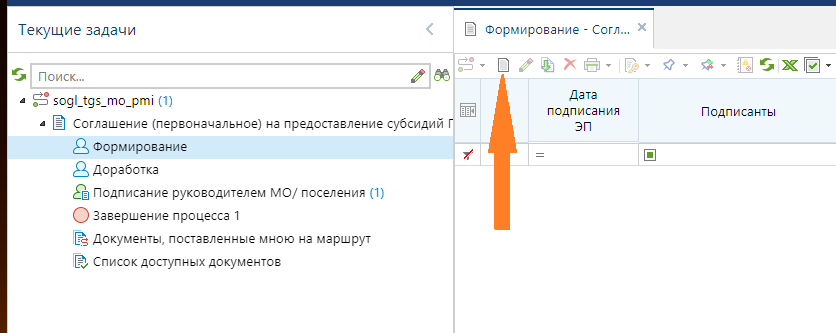 Текущие задачи
Формирование - Согл...
Поиск...
sogl_tgs_mo_pmi (1)
Соглашение (первоначальное) на предоставление субсидий
Формирование
Доработка
Подписание руководителем МО/ поселения (1)
Завершение процесса 1
Документы, поставленные мною на маршрут
Список доступных документов
Дата
подписания
ЭП
Подписанты
=